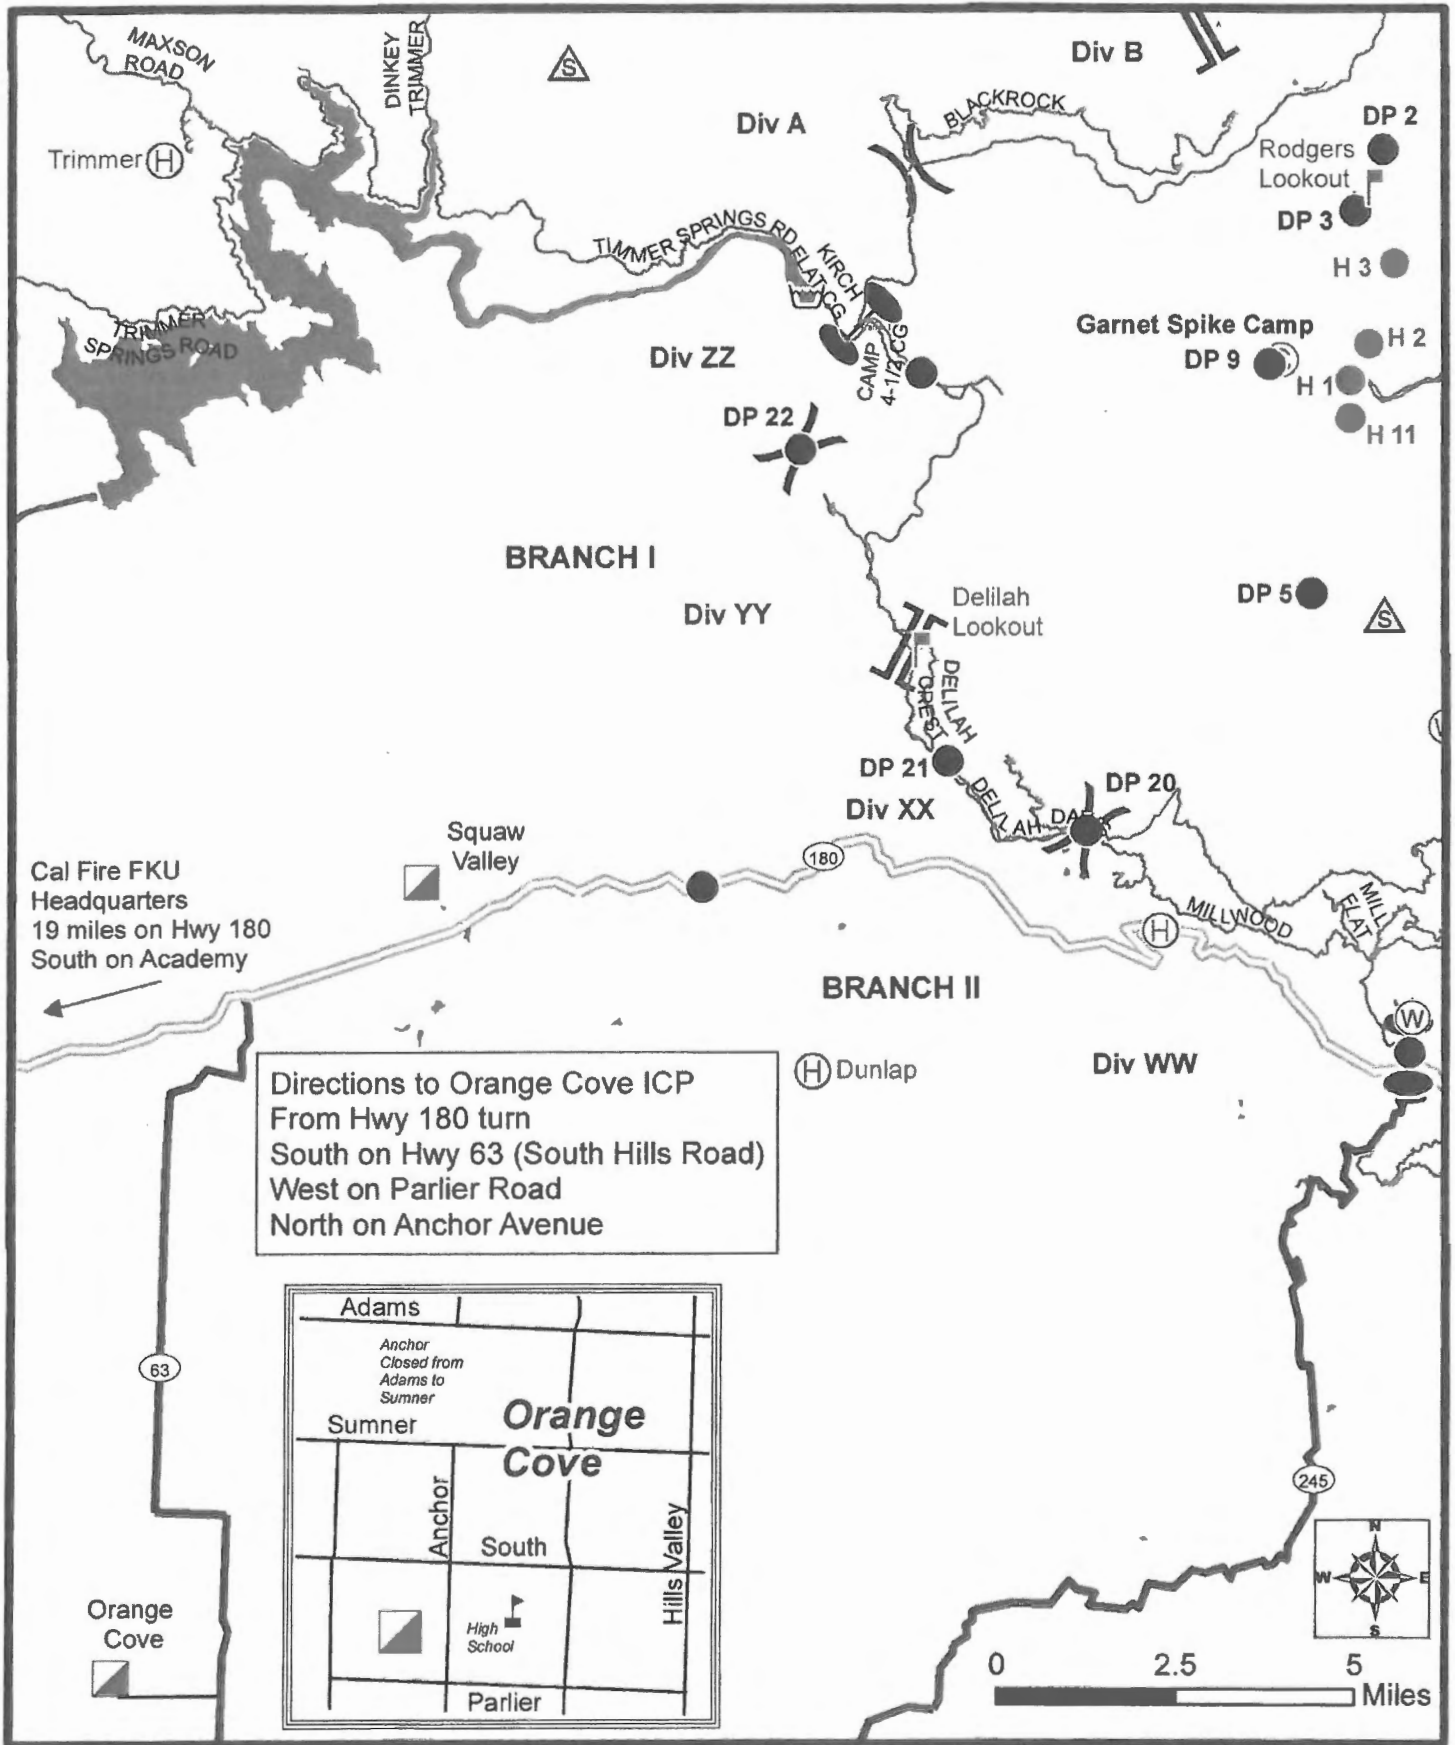 MAXSON
ROAD
DINKEY
TRIMMER
S
Div B
Div A
BLACKROCK
DP 2
Trimmer H
Rodgers
Lookout
DP 3
TIMMER SPRINGS RD
KIRCH
FLAT CG
H 3
TRIMMER
SPRINGS ROAD
Garnet Spike Camp
H 2
Div ZZ
CAMP
4-1/2 CG
DP 9
H 1
DP 22
H 11
BRANCH I
DP 5
S
Div YY
Delilah
Lookout
DELILAH
CREST
DP 21
DP 20
Div XX
DELILAH
Squaw
Valley
180
Cal Fire FKU
Headquarters
19 miles on Hwy 180
South on Academy
MILLWOOD
MILL
FLAT
H
BRANCH II
W
H Dunlap
Div WW
Directions to Orange Cove ICP
From Hwy 180 turn
South on Hwy 63 (South Hills Road)
West on Parlier Road
North on Anchor Avenue
Adams
Anchor
Closed from
Adams to
Sumner
63
Orange
Cove
Sumner
Anchor
South
Hills Valley
High
School
Parlier
245
Orange
Cove
N
W E
S
0 2.5 5
Miles